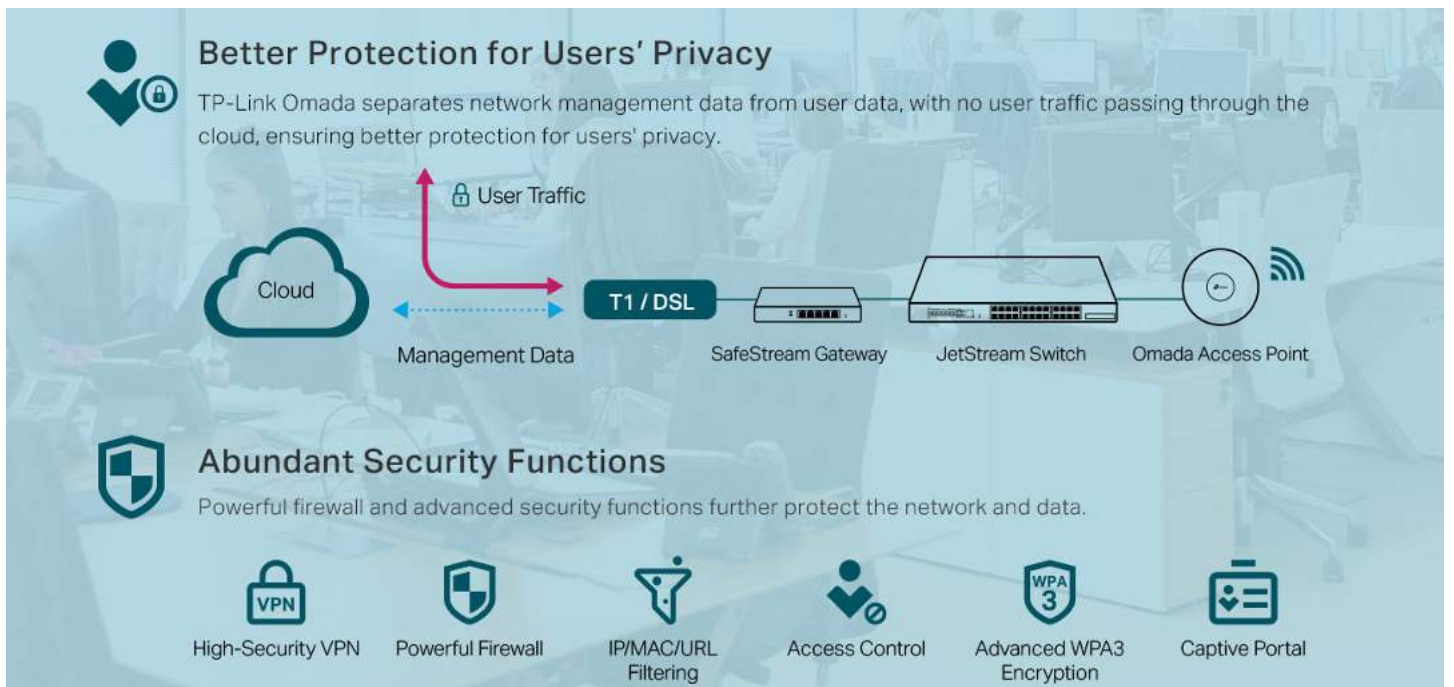 Better Protection for Users' Privacy
TP-Link Omada separates network management data from user data, with no user traffic passing through the
cloud, ensuring better protection for users' privacy.
User Traffic
Cloud
T1 / DSL
Management Data
SafeStream Gateway
JetStream Switch
Omada Access Point
Abundant Security Functions
Powerful firewall and advanced security functions further protect the network and data.
VPN
WPA
3
High-Security VPN
Powerful Firewall
IP/MAC/URL
Filtering
Access Control
Advanced WPA3
Encryption
Captive Portal